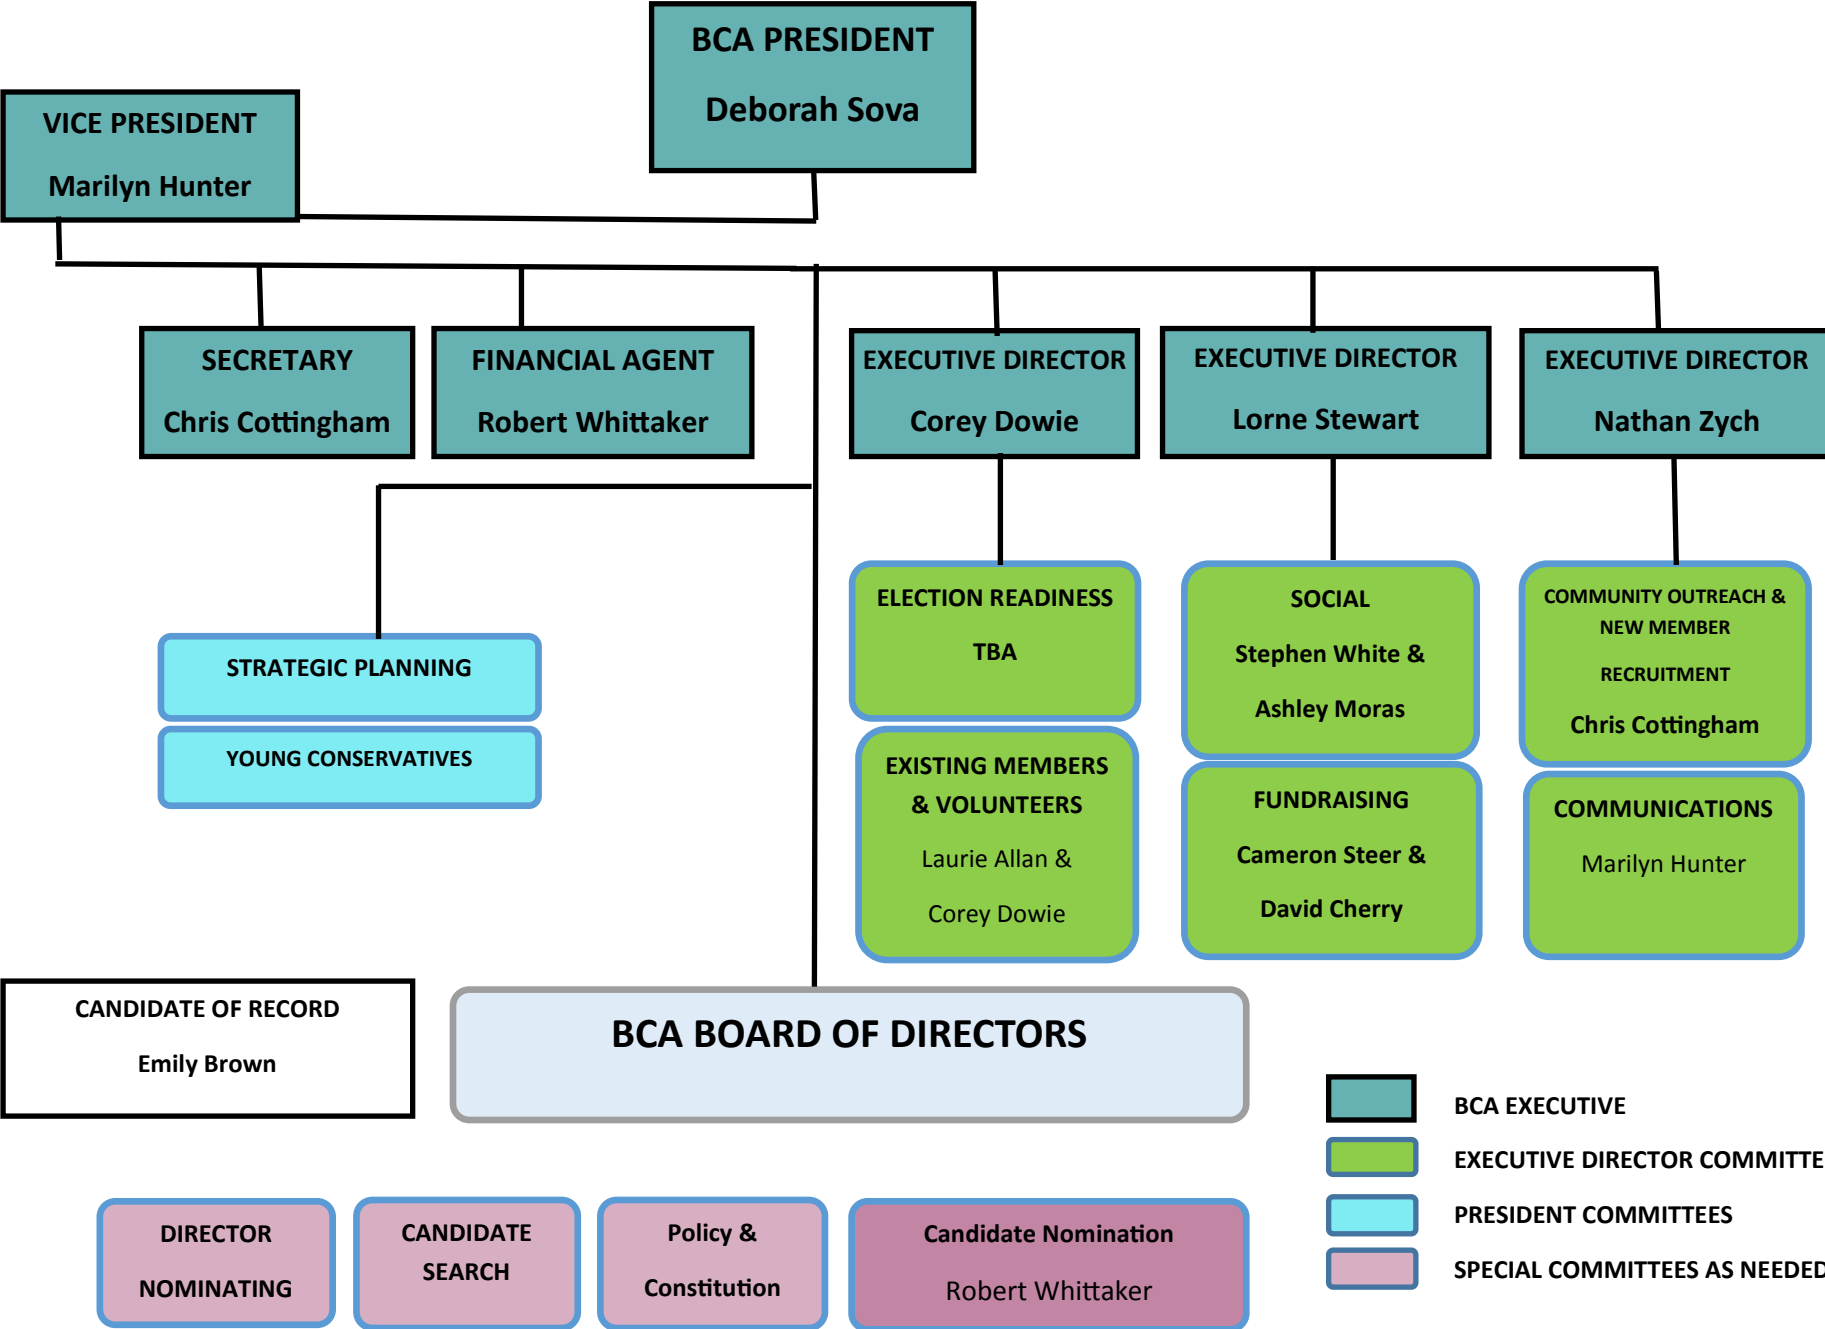 BCA PRESIDENT
Deborah Sova
VICE PRESIDENT
Marilyn Hunter
SECRETARY
Chris Cottingham
FINANCIAL AGENT
Robert Whittaker
EXECUTIVE DIRECTOR
Corey Dowie
EXECUTIVE DIRECTOR
Lorne Stewart
EXECUTIVE DIRECTOR
Nathan Zych
STRATEGIC PLANNING
YOUNG CONSERVATIVES
ELECTION READINESS
TBA
EXISTING MEMBERS
& VOLUNTEERS
Laurie Allan &
Corey Dowie
SOCIAL
Stephen White &
Ashley Moras
FUNDRAISING
Cameron Steer &
David Cherry
COMMUNITY OUTREACH &
NEW MEMBER
RECRUITMENT
Chris Cottingham
COMMUNICATIONS
Marilyn Hunter
CANDIDATE OF RECORD
Emily Brown
BCA BOARD OF DIRECTORS
BCA EXECUTIVE
EXECUTIVE DIRECTOR COMMITTE
PRESIDENT COMMITTEES
SPECIAL COMMITTEES AS NEEDED
DIRECTOR
NOMINATING
CANDIDATE
SEARCH
Policy &
Constitution
Candidate Nomination
Robert Whittaker